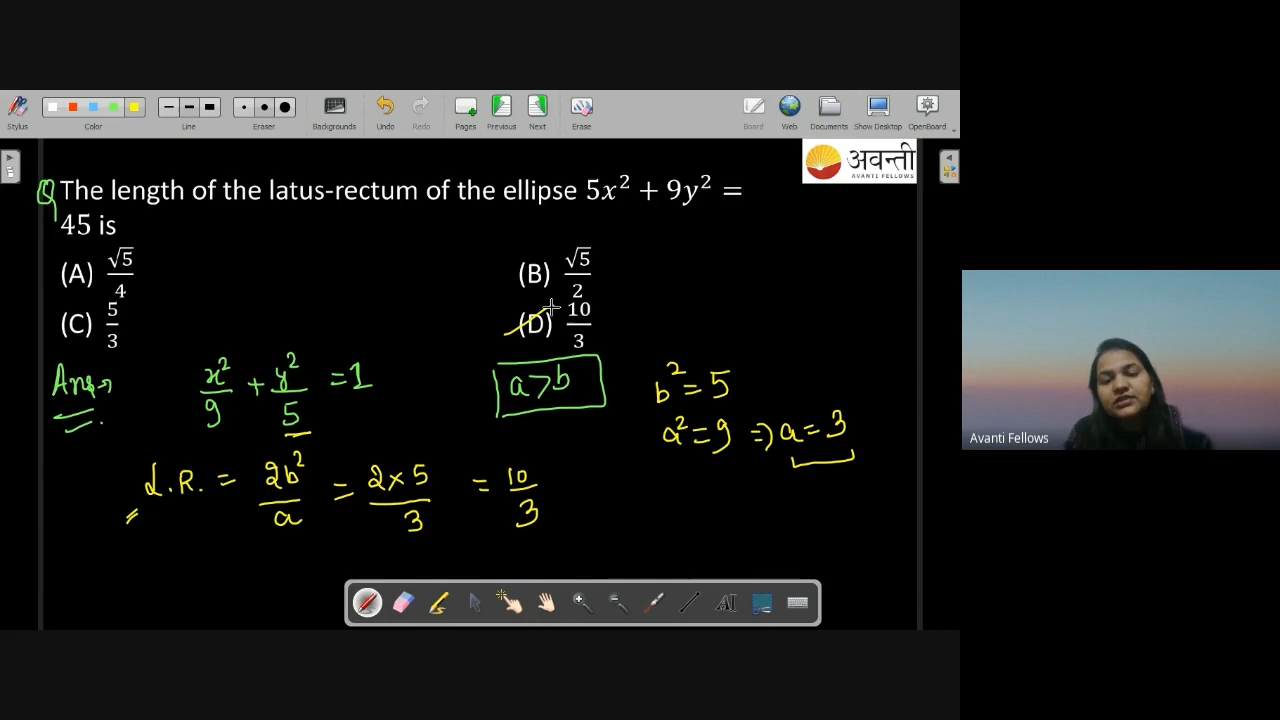 Stylus Color Line Eraser Backgrounds Undo Redo Pages Previous Next Erase Board Web Documents Show Desktop OpenBoard
अवन्ती
AVANTI FELLOWS
Q The length of the latus-rectum of the ellipse 5x² + 9y² =
45 is
(A) √5/4 (B) √5/2
(C) 5/3 (D) 10/3
Ans→ x²/9 + y²/5 = 1 a>b b² = 5
a² = 9 ⇒ a = 3
L.R. = 2b²/a = 2×5/3 = 10/3
AI
Avanti Fellows